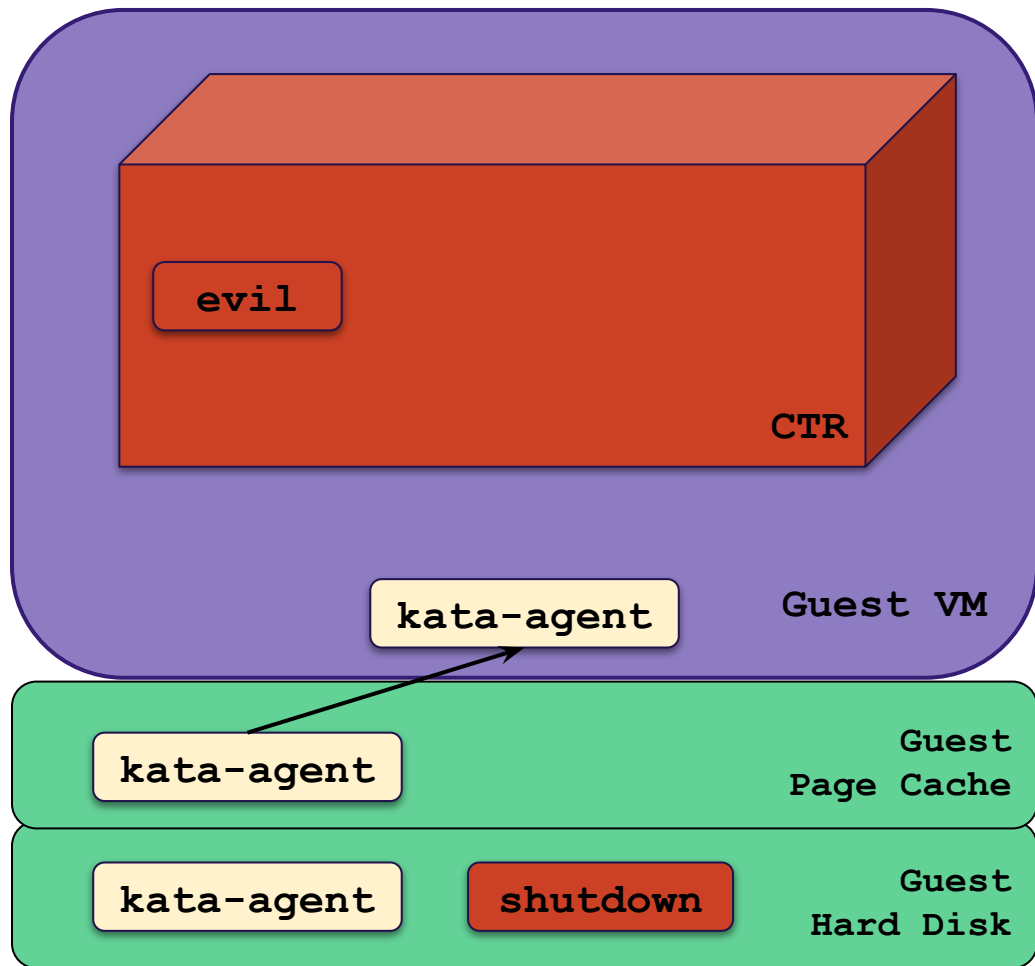 evil
CTR
kata-agent
Guest VM
kata-agent
Guest
Page Cache
kata-agent
shutdown
Guest
Hard Disk